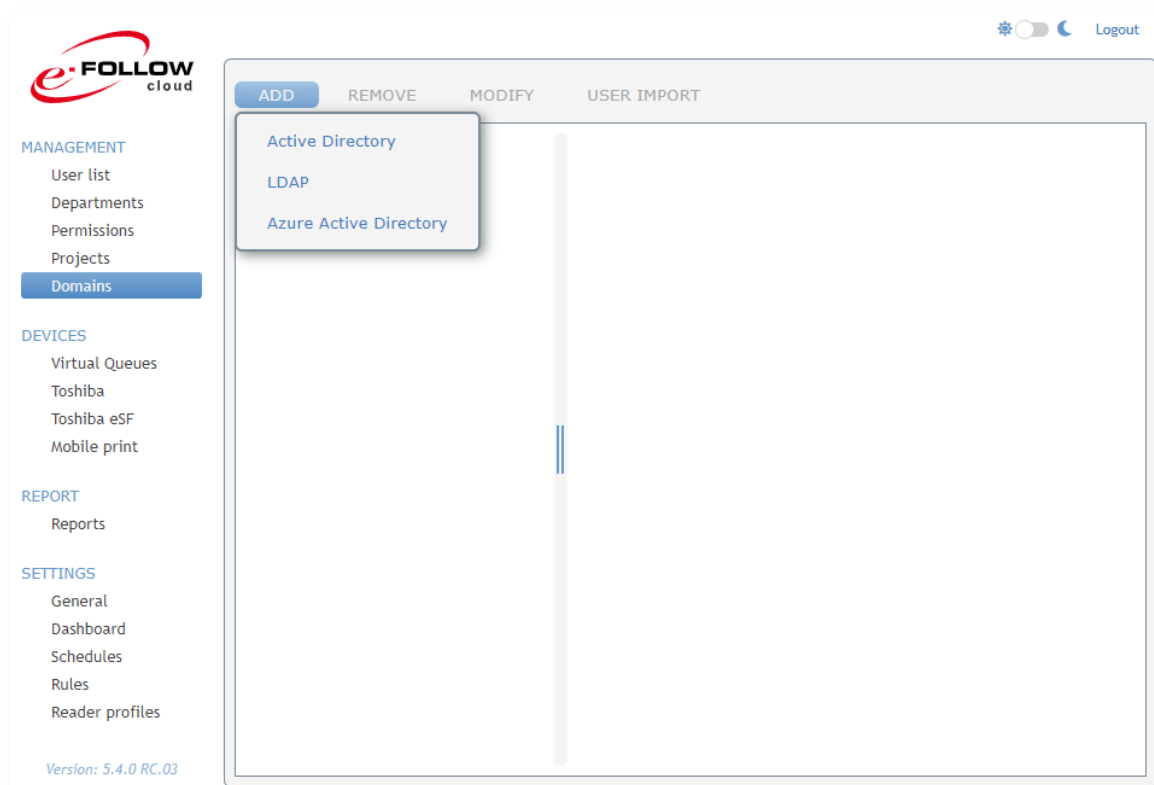 Logout
e-FOLLOW
cloud
ADD REMOVE MODIFY USER IMPORT
Active Directory
LDAP
Azure Active Directory
MANAGEMENT
User list
Departments
Permissions
Projects
Domains
DEVICES
Virtual Queues
Toshiba
Toshiba eSF
Mobile print
REPORT
Reports
SETTINGS
General
Dashboard
Schedules
Rules
Reader profiles
Version: 5.4.0 RC.03